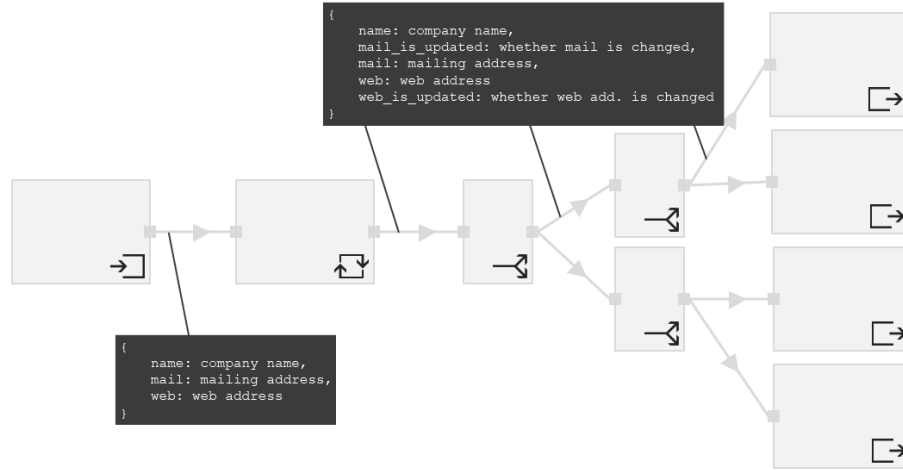 {
name: company name,
mail_is_updated: whether mail is changed,
mail: mailing address,
web: web address
web_is_updated: whether web add. is changed
}
{
name: company name,
mail: mailing address,
web: web address
}